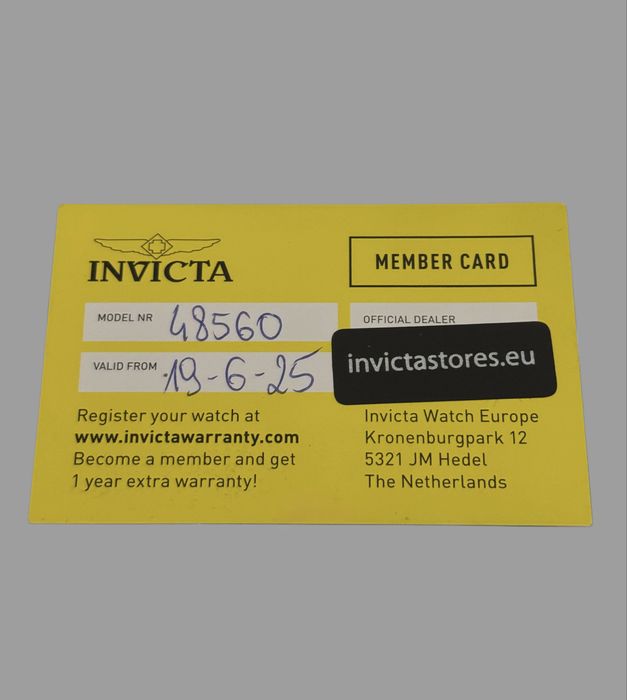 INVICTA
MEMBER CARD
MODEL NR 48560
VALID FROM 19-6-25
OFFICIAL DEALER
invictastores.eu
Register your watch at
www.invictawarranty.com
Become a member and get
1 year extra warranty!
Invicta Watch Europe
Kronenburgpark 12
5321 JM Hedel
The Netherlands